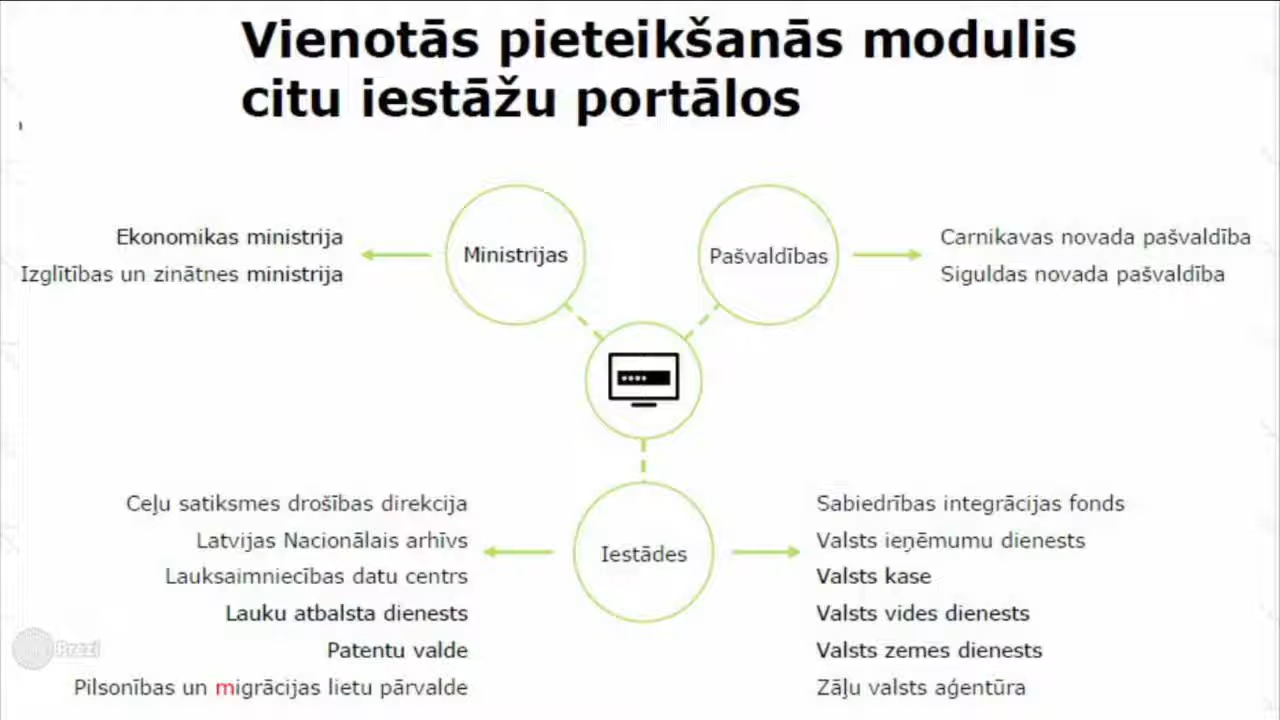 Vienotās pieteikšanās modulis
citu iestāžu portālos
Ministrijas
Ekonomikas ministrija
Izglītības un zinātnes ministrija
Pašvaldības
Carnikavas novada pašvaldība
Siguldas novada pašvaldība
Iestādes
Ceļu satiksmes drošības direkcija
Latvijas Nacionālais arhīvs
Lauksaimniecības datu centrs
Lauku atbalsta dienests
Patentu valde
Pilsonības un migrācijas lietu pārvalde
Sabiedrības integrācijas fonds
Valsts ieņēmumu dienests
Valsts kase
Valsts vides dienests
Valsts zemes dienests
Zāļu valsts aģentūra